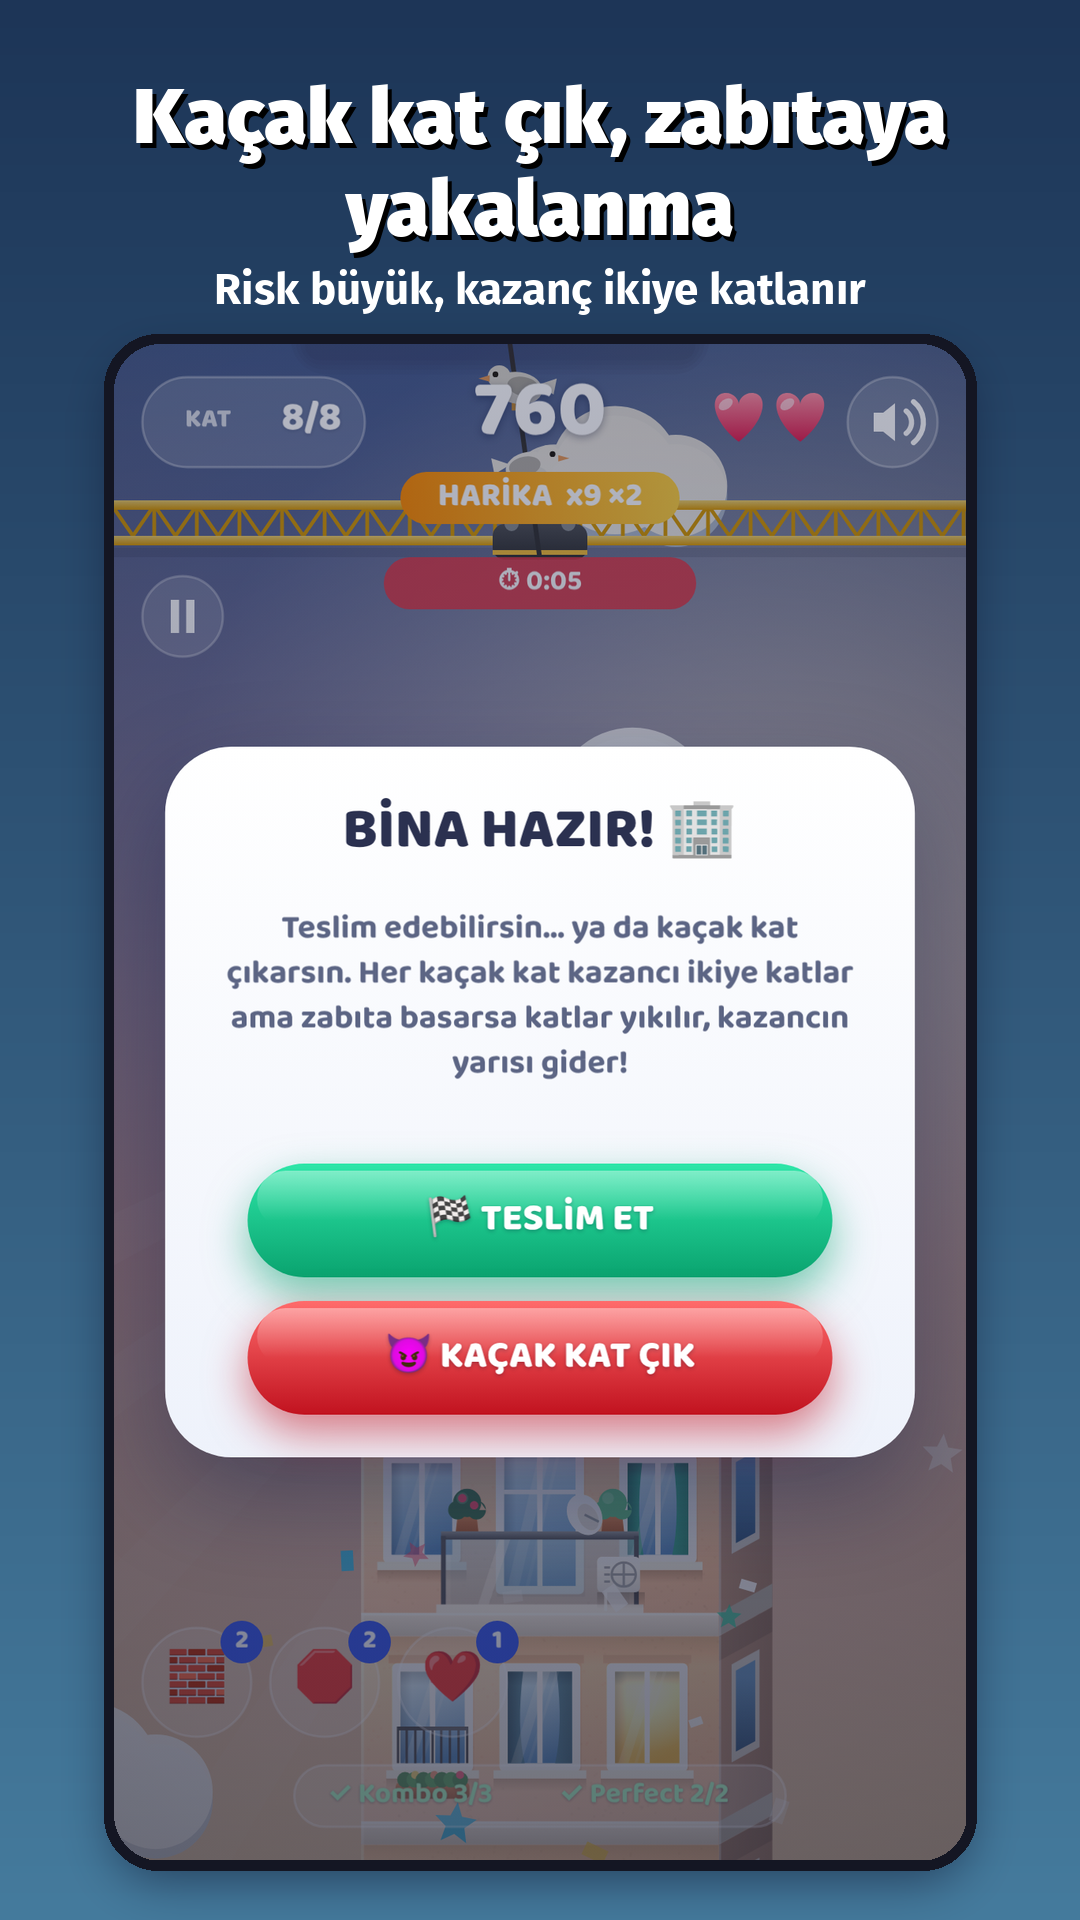 Kaçak kat çık, zabıtaya
yakalanma
Risk büyük, kazanç ikiye katlanır
KAT 8/8
760
HARİKA x9 ×2
0:05
BİNA HAZIR!
Teslim edebilirsin... ya da kaçak kat
çıkarsın. Her kaçak kat kazancı ikiye katlar
ama zabıta basarsa katlar yıkılır, kazancın
yarısı gider!
TESLİM ET
KAÇAK KAT ÇIK
2 2 1
✓ Kombo 3/3 ✓ Perfect 2/2